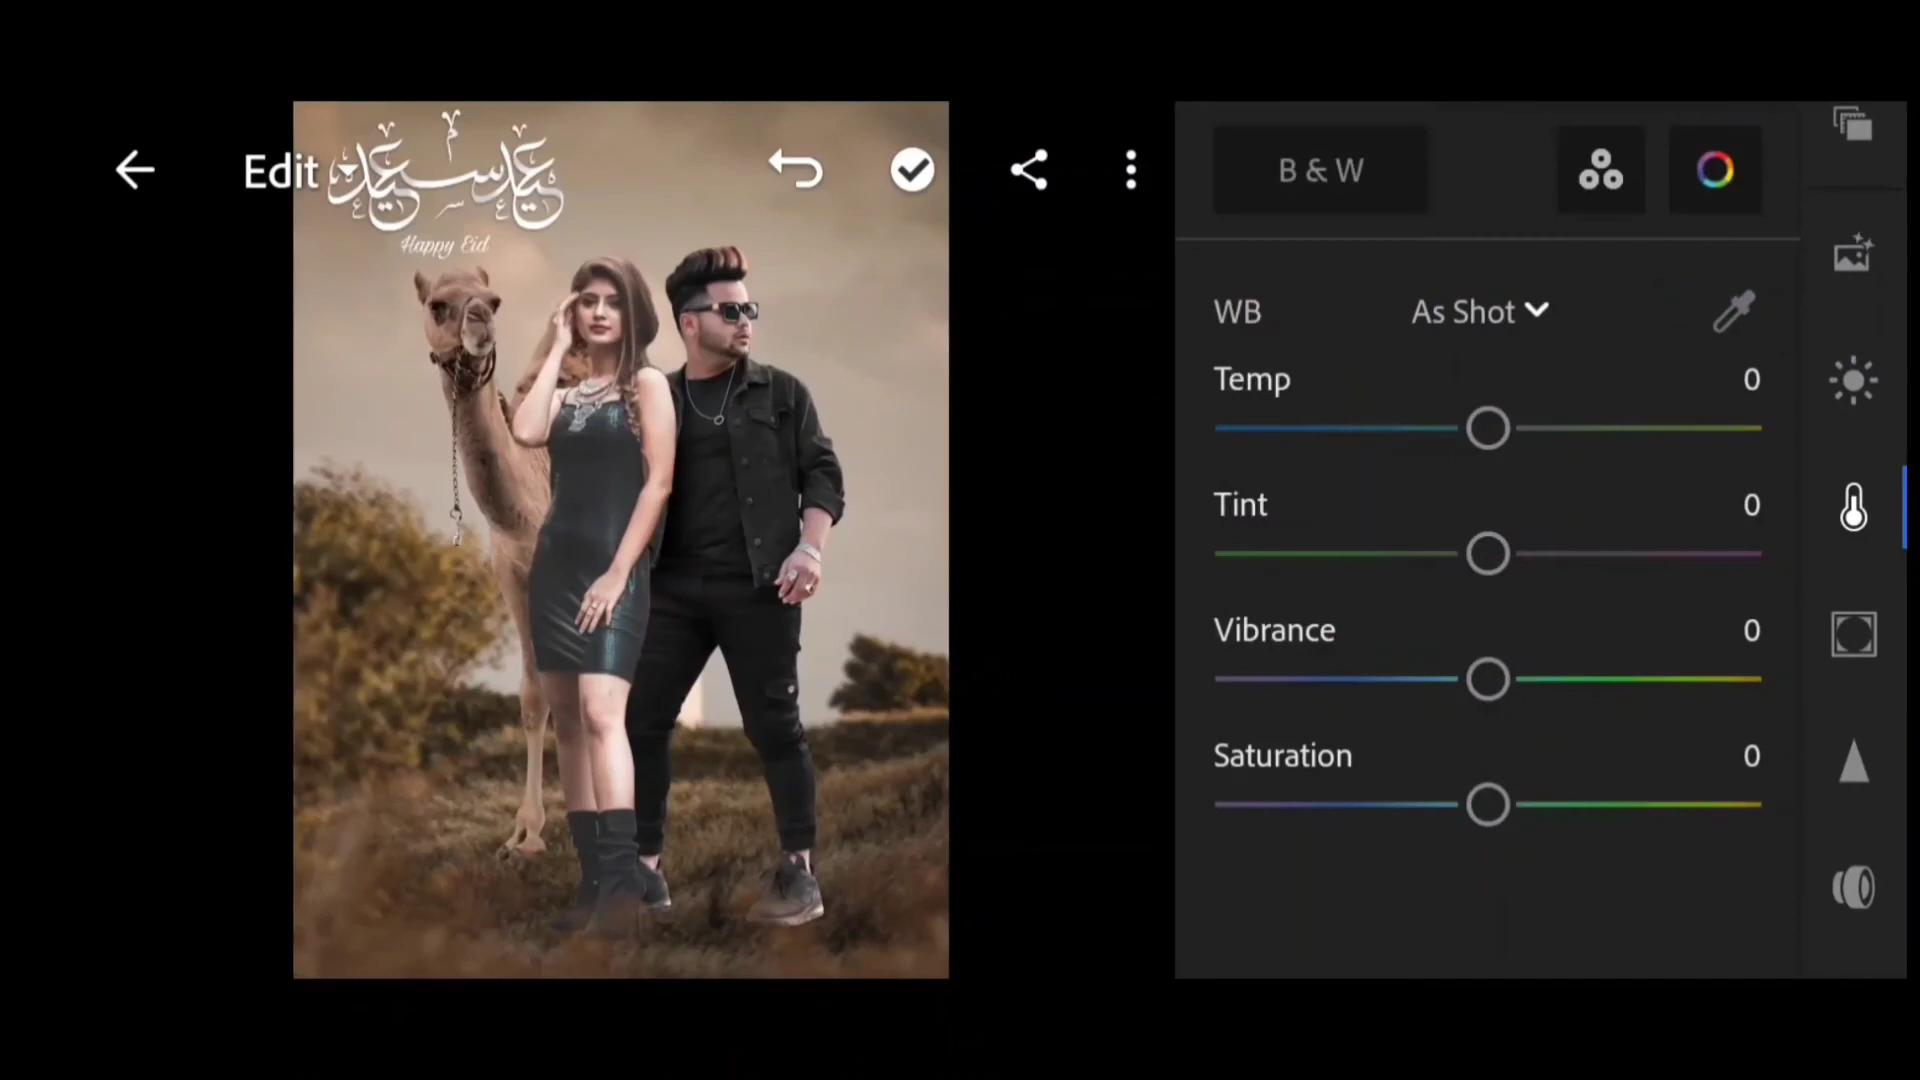 Edit
عيد سعيد
Happy Eid
B & W
WB As Shot
Temp 0
Tint 0
Vibrance 0
Saturation 0